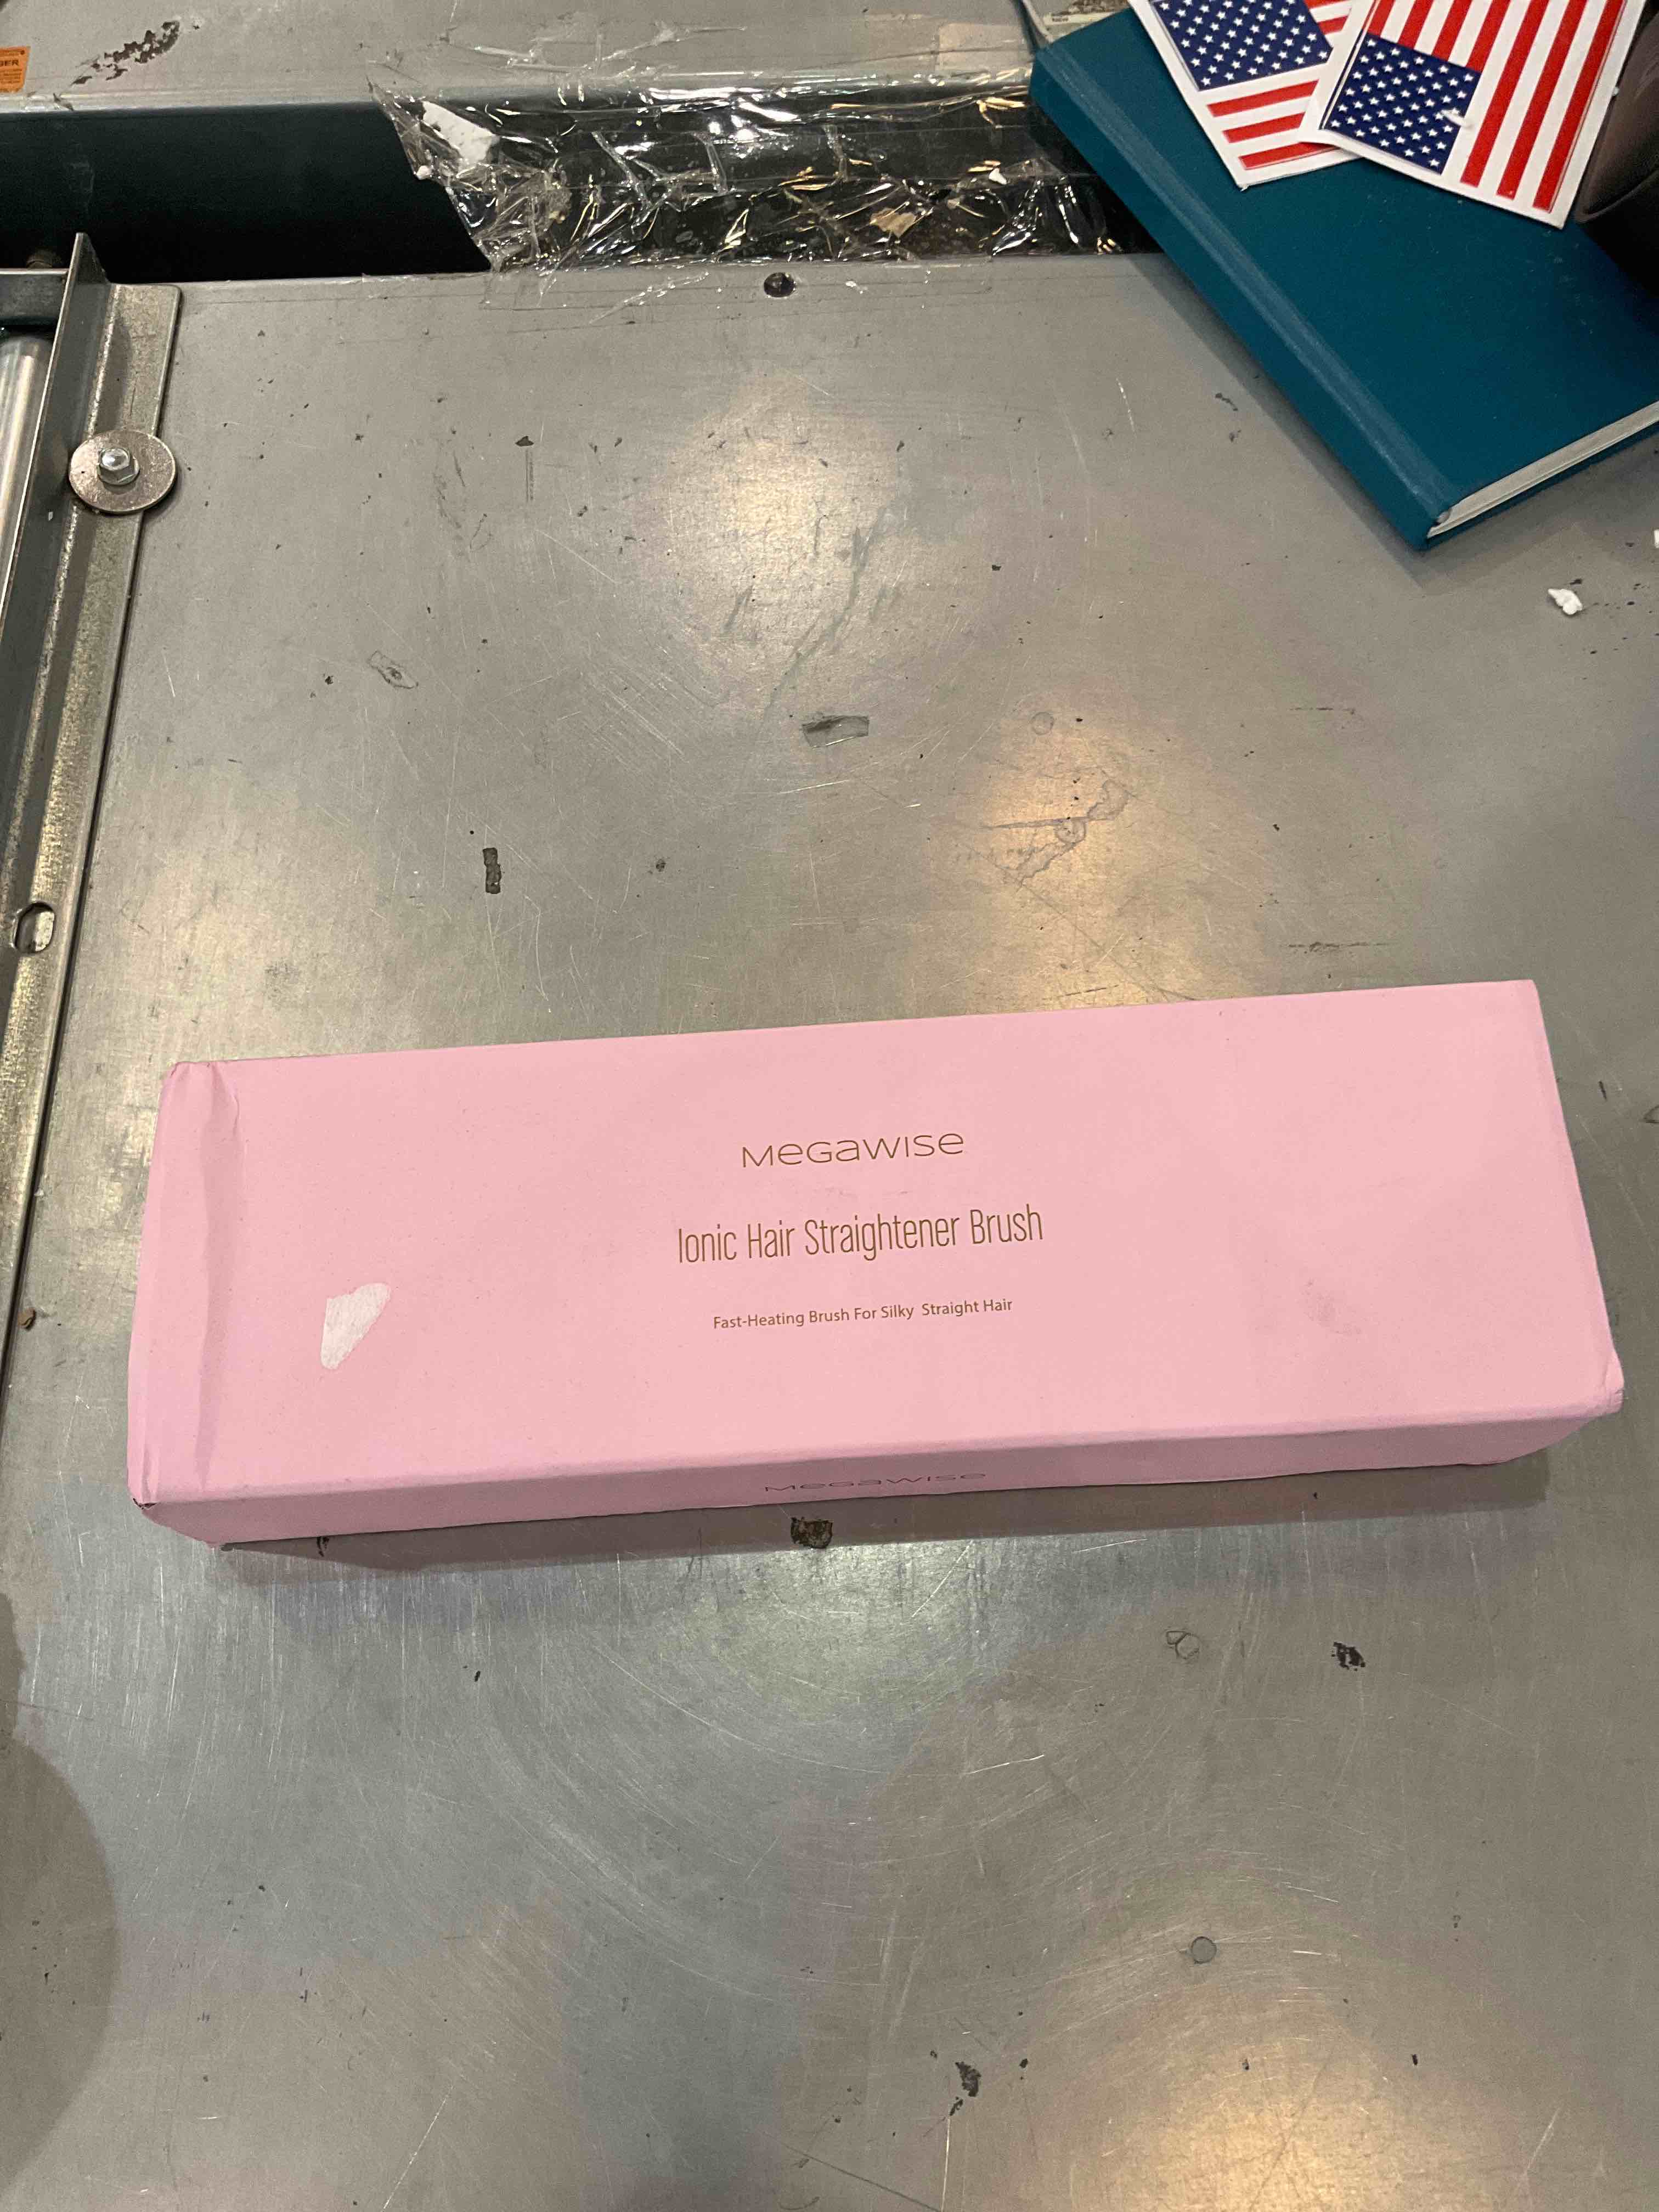 MEGAWISE
Ionic Hair Straightener Brush
Fast-Heating Brush For Silky Straight Hair
MEGAWISE